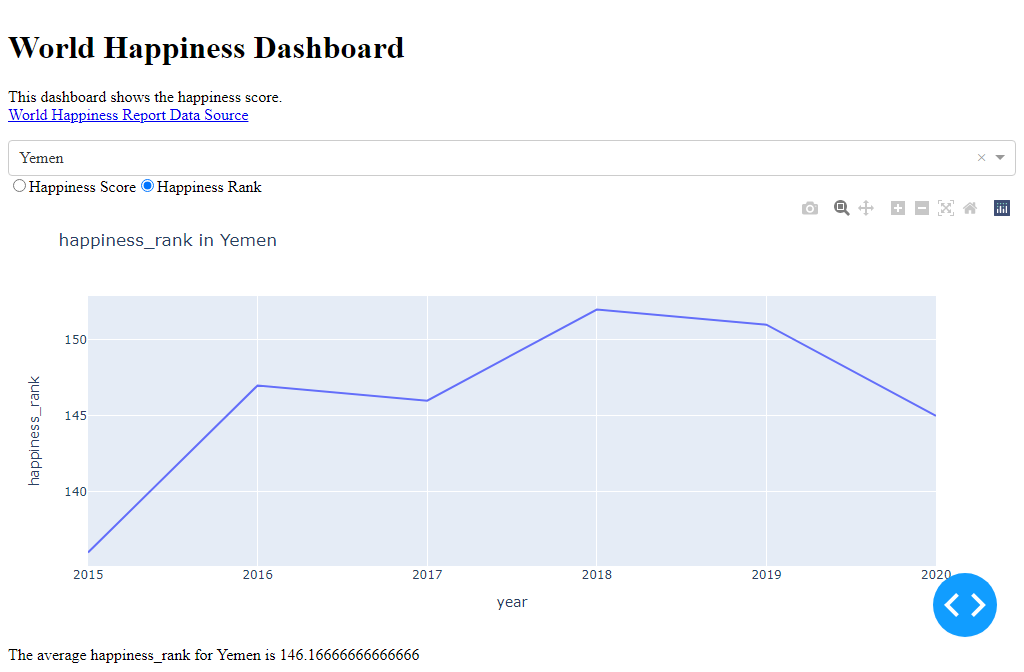 World Happiness Dashboard
This dashboard shows the happiness score.
World Happiness Report Data Source
Yemen
Happiness Score Happiness Rank
happiness_rank in Yemen
150
145
140
happiness_rank
2015 2016 2017 2018 2019 2020
year
The average happiness_rank for Yemen is 146.16666666666666